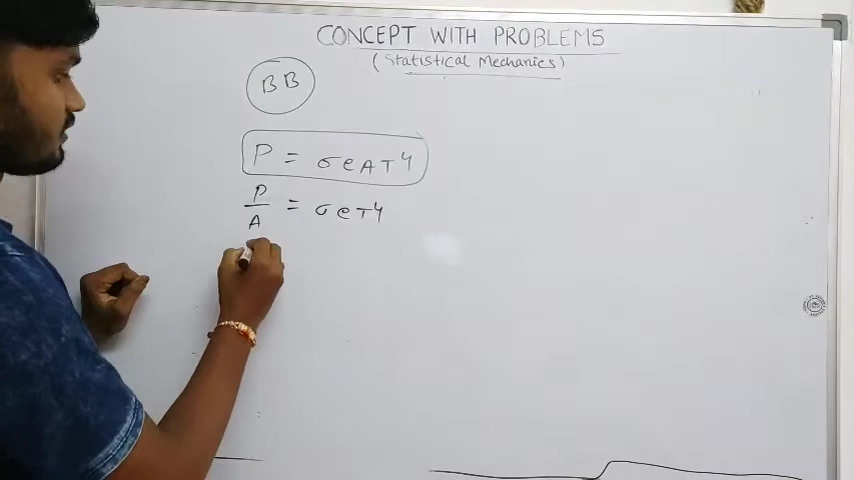 CONCEPT WITH PROBLEMS
(Statistical Mechanics)
BB
P = σeAT⁴
P/A = σeT⁴